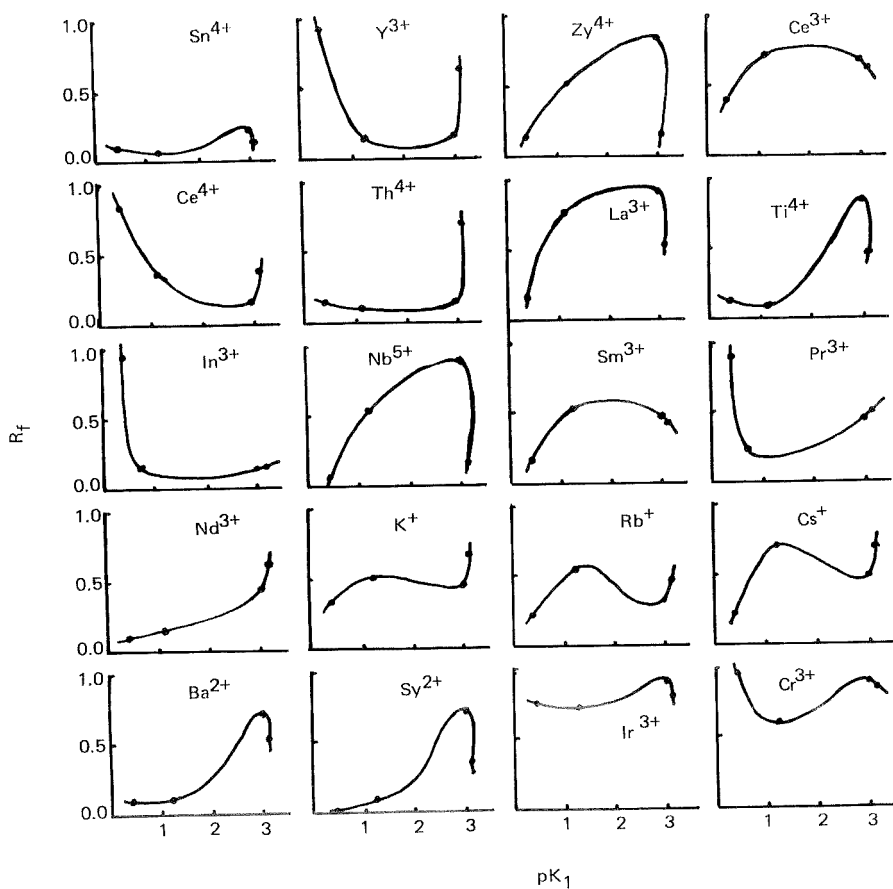 1.0 Sn4+ Y3+ Zy4+ Ce3+
0.5
0.0
Ce4+ Th4+ La3+ Ti4+
0.5
0.0
1.0 In3+ Nb5+ Sm3+ Pr3+
0.5
0.0
Rf
1.0 Nd3+ K+ Rb+ Cs+
0.5
0.0
1.0 Ba2+ Sy2+ Ir 3+ Cr3+
0.5
0.0
1 2 3 1 2 3 1 2 3 1 2 3
pK1